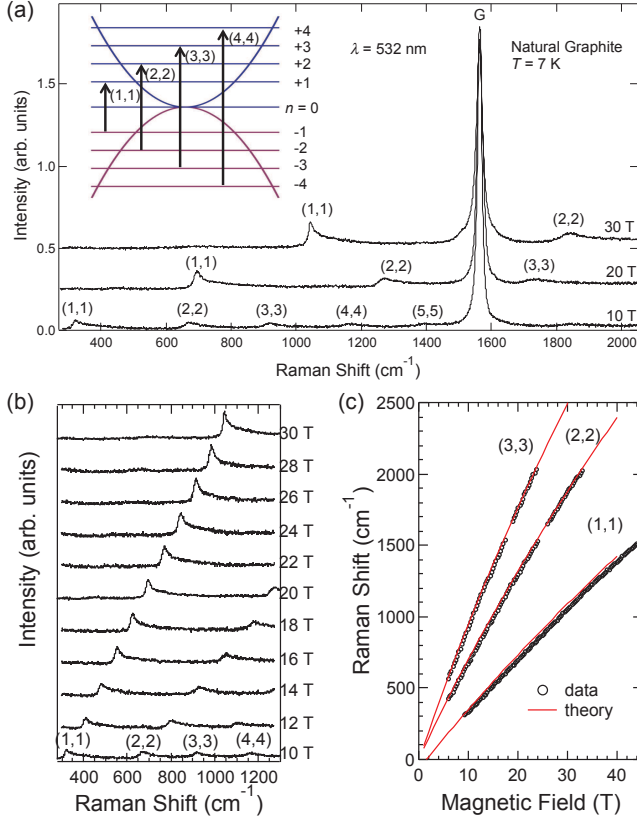 (a)
λ = 532 nm
G
Natural Graphite
T = 7 K
+4
+3
+2
+1
n = 0
-1
-2
-3
-4
(1,1)
(2,2)
(3,3)
(4,4)
Intensity (arb. units)
1.5
1.0
0.5
0.0
(1,1)
(2,2)
30 T
(1,1)
(2,2)
(3,3)
20 T
(1,1)
(2,2)
(3,3)
(4,4)
(5,5)
10 T
400 600 800 1000 1200 1400 1600 1800 2000
Raman Shift (cm-1)
(b)
Intensity (arb. units)
30 T
28 T
26 T
24 T
22 T
20 T
18 T
16 T
14 T
12 T
(1,1) (2,2) (3,3) (4,4) 10 T
400 600 800 1000 1200
Raman Shift (cm-1)
(c)
Raman Shift (cm-1)
2500
2000
1500
1000
500
0
(3,3)
(2,2)
(1,1)
data
theory
0 20 40
Magnetic Field (T)